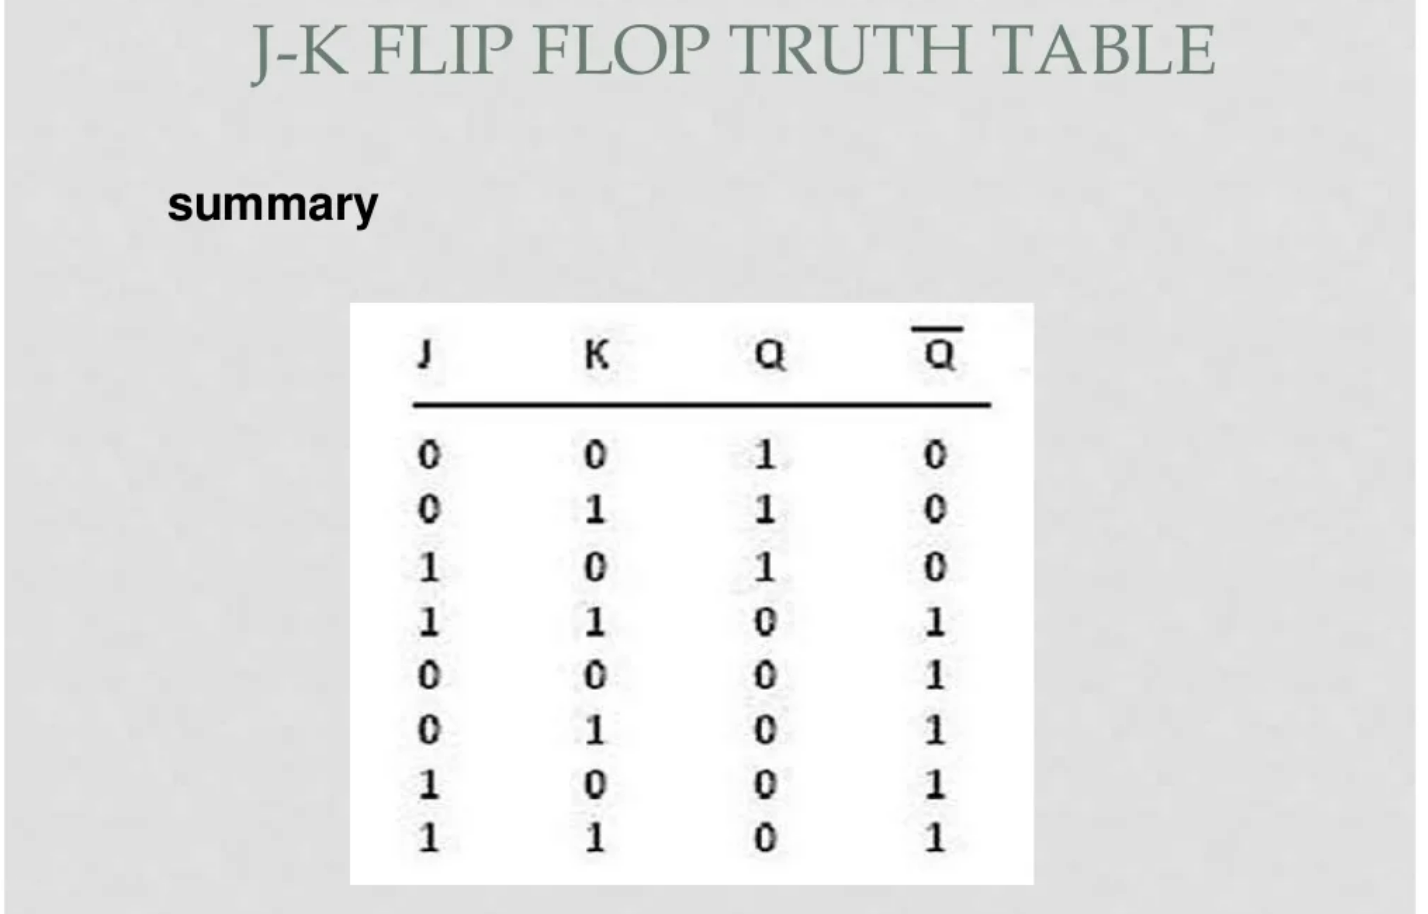 J-K FLIP FLOP TRUTH TABLE
summary
J K Q Q̅
0 0 1 0
0 1 1 0
1 0 1 0
1 1 0 1
0 0 0 1
0 1 0 1
1 0 0 1
1 1 0 1